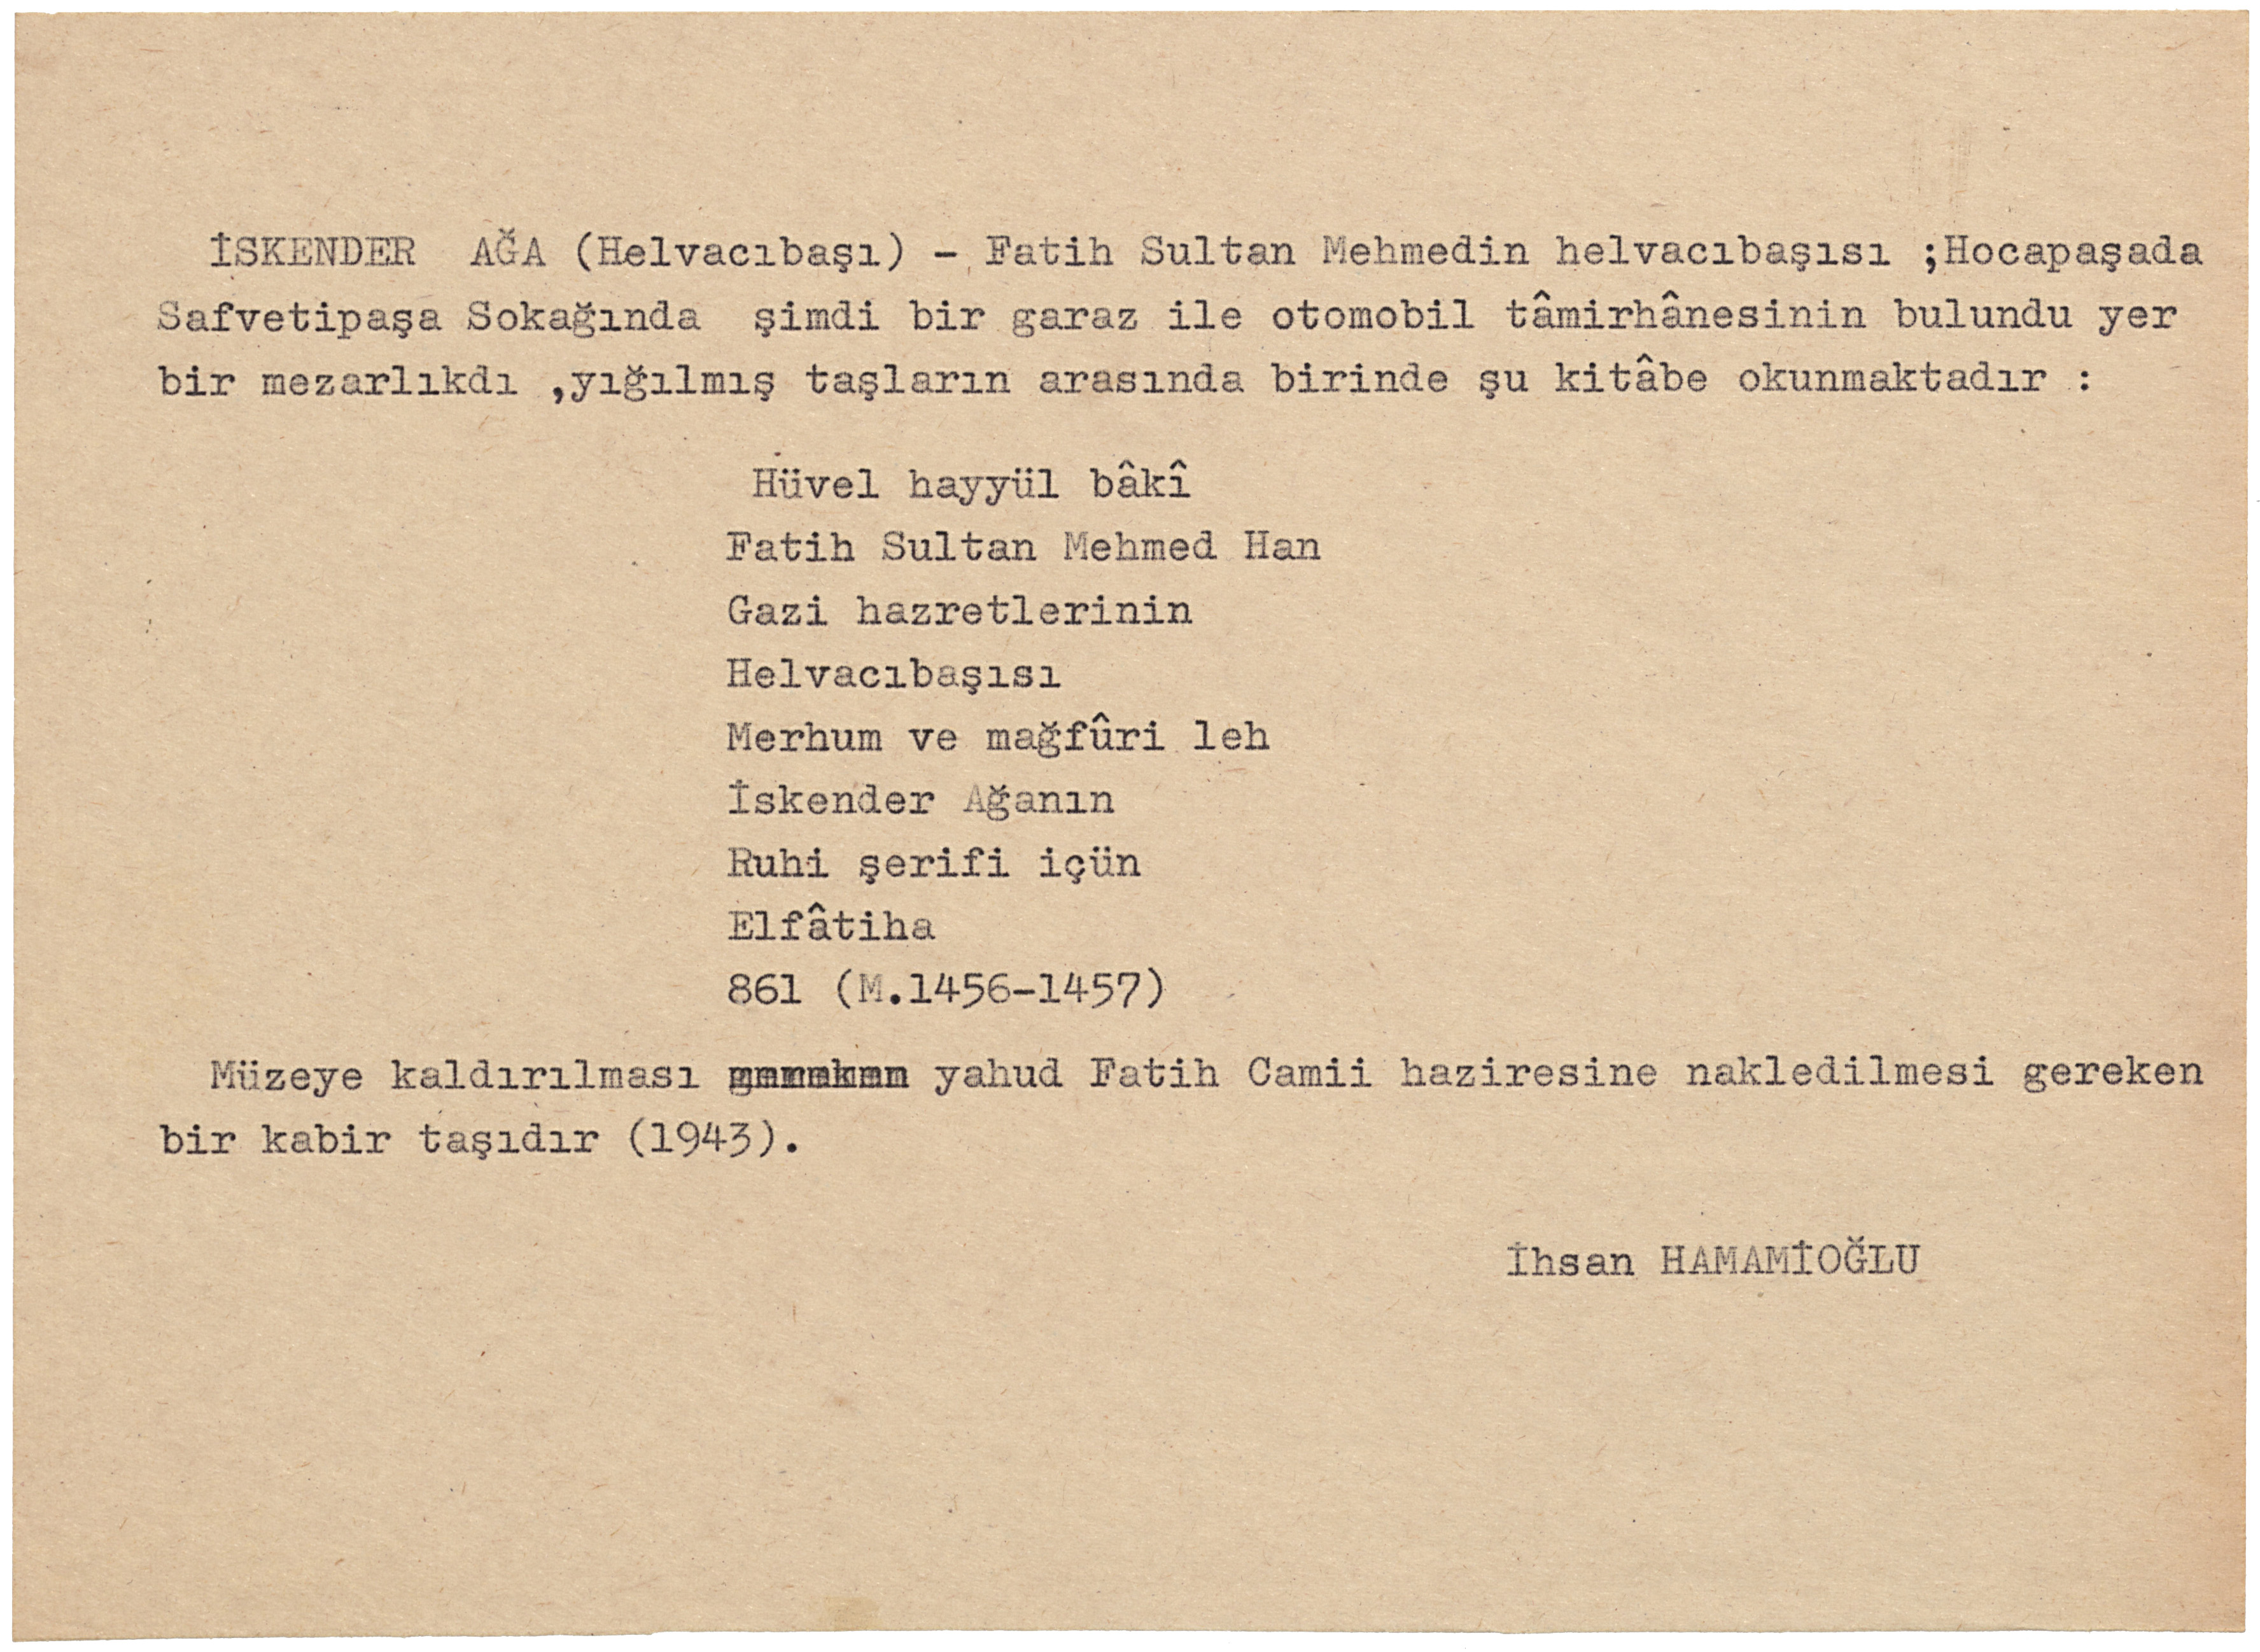 İSKENDER AĞA (Helvacıbaşı) - Fatih Sultan Mehmedin helvacıbaşısı ;Hocapaşada
Safvetipaşa Sokağında şimdi bir garaz ile otomobil tâmirhânesinin bulundu yer
bir mezarlıkdı ,yığılmış taşların arasında birinde şu kitâbe okunmaktadır :
Hüvel hayyül bâkî
Fatih Sultan Mehmed Han
Gazi hazretlerinin
Helvacıbaşısı
Merhum ve mağfûri leh
İskender Ağanın
Ruhi şerifi içün
Elfâtiha
861 (M.1456-1457)
Müzeye kaldırılması yahud Fatih Camii haziresine nakledilmesi gereken
bir kabir taşıdır (1943).
İhsan HAMAMİOĞLU